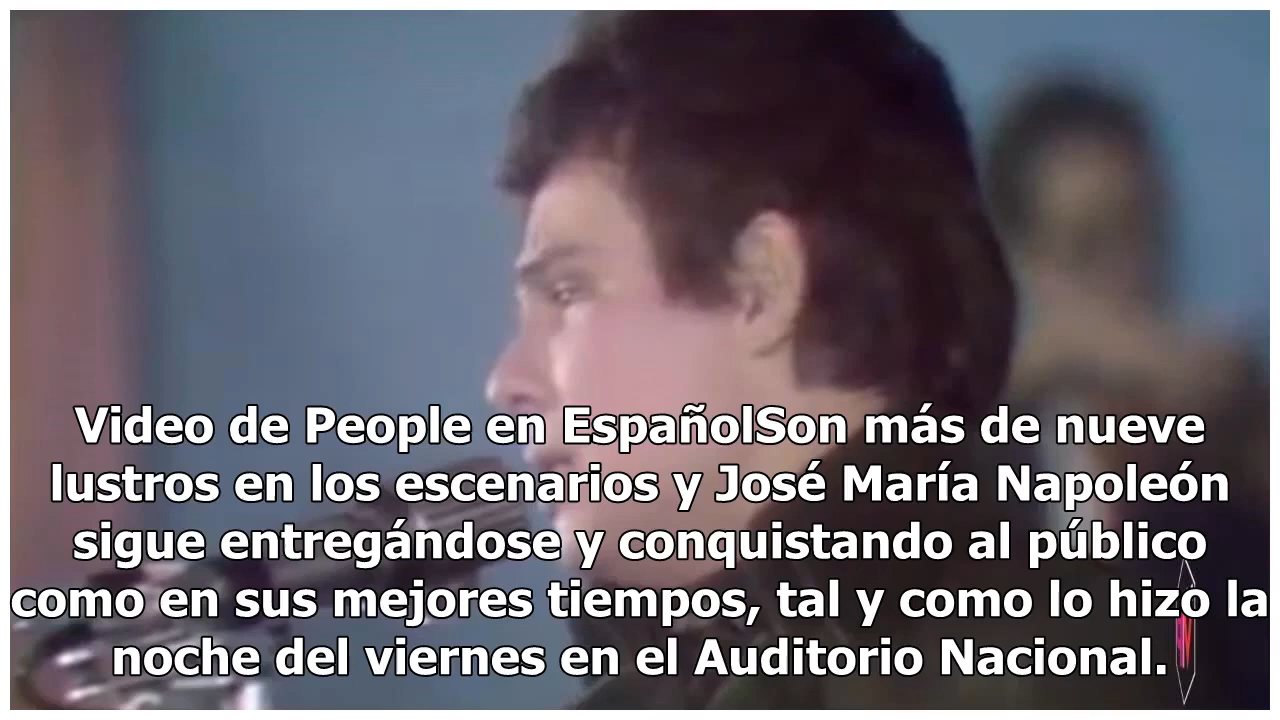 Video de People en EspañolSon más de nueve
lustros en los escenarios y José María Napoleón
sigue entregándose y conquistando al público
como en sus mejores tiempos, tal y como lo hizo la
noche del viernes en el Auditorio Nacional.